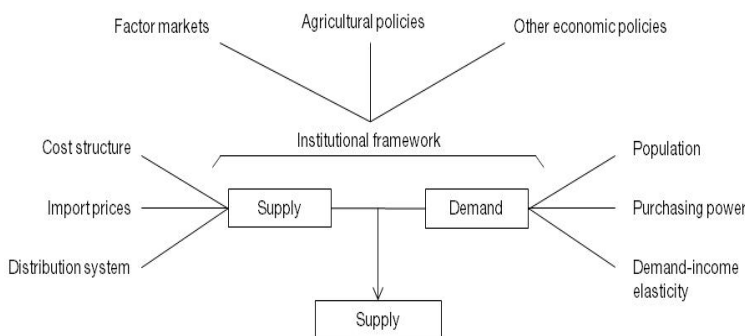 Factor markets
Agricultural policies
Other economic policies
Institutional framework
Cost structure
Population
Import prices
Supply
Demand
Purchasing power
Distribution system
Demand-income
elasticity
Supply